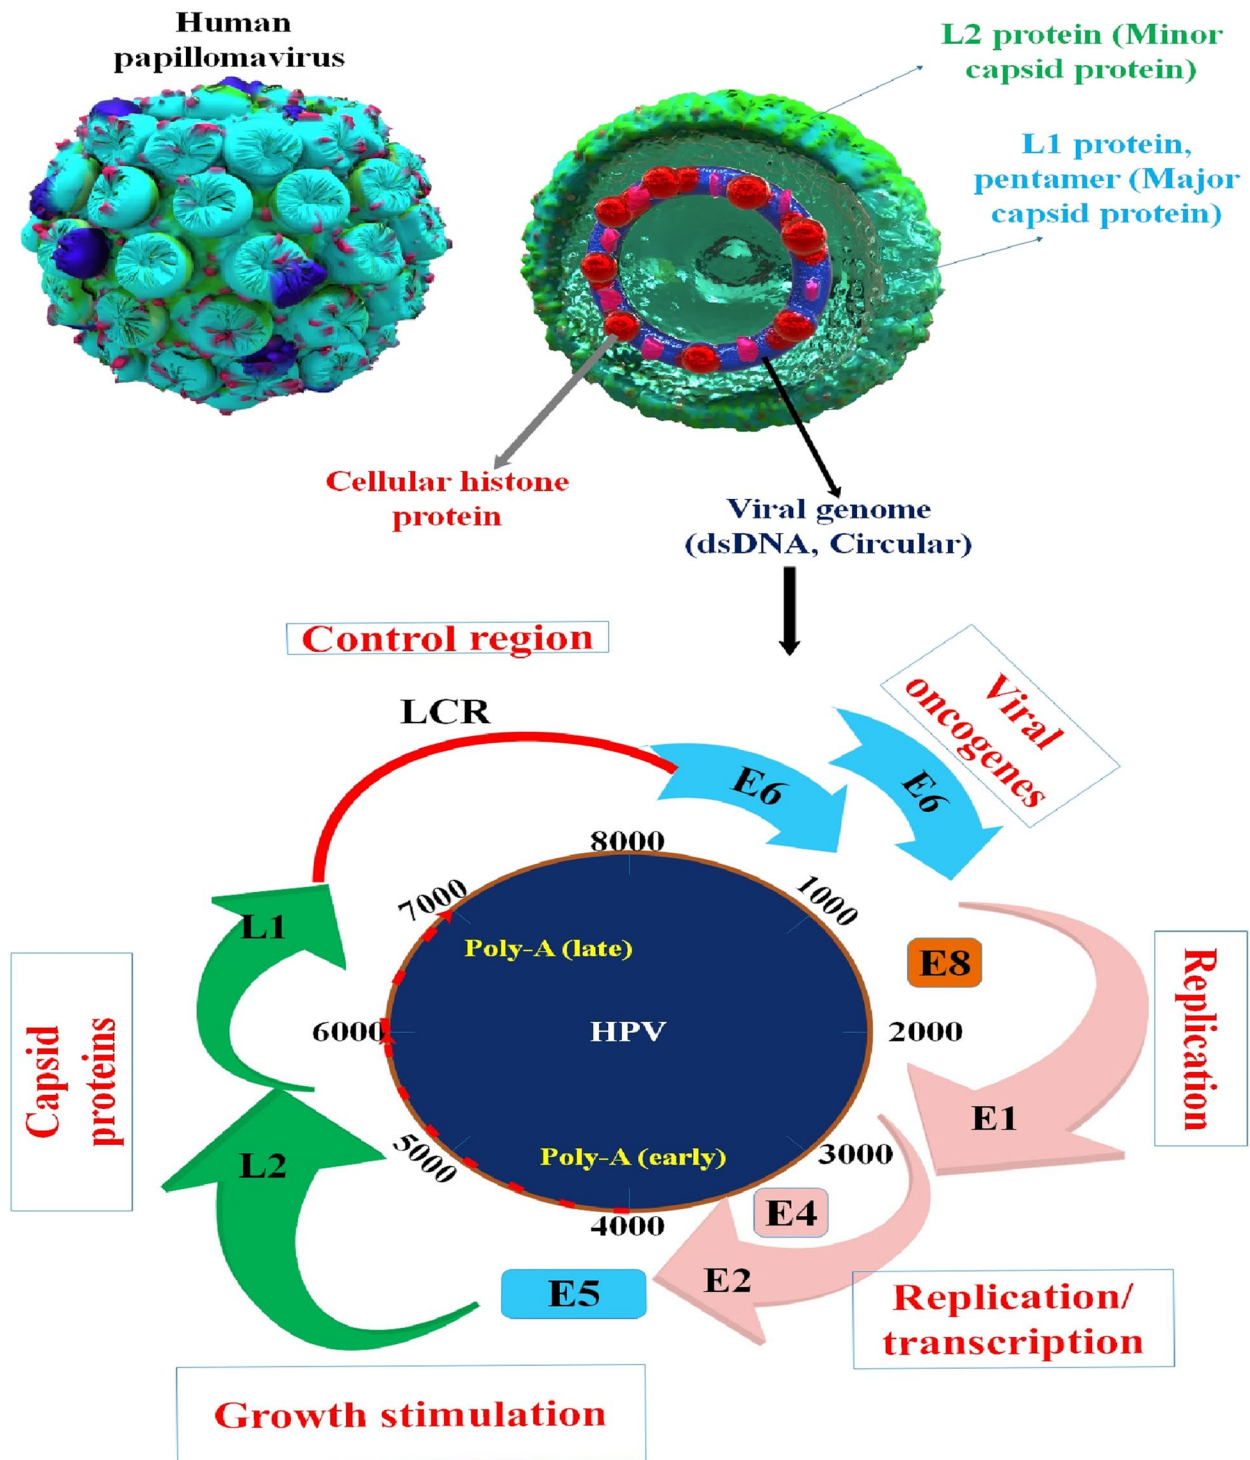 Human
papillomavirus
L2 protein (Minor
capsid protein)
L1 protein,
pentamer (Major
capsid protein)
Cellular histone
protein
Viral genome
(dsDNA, Circular)
Control region
LCR
E6
E6
Viral
oncogenes
8000
1000
7000
Poly-A (late)
L1
E8
Replication
6000
HPV
2000
Capsid
proteins
E1
L2
5000
Poly-A (early)
3000
4000
E4
E2
E5
Replication/
transcription
Growth stimulation